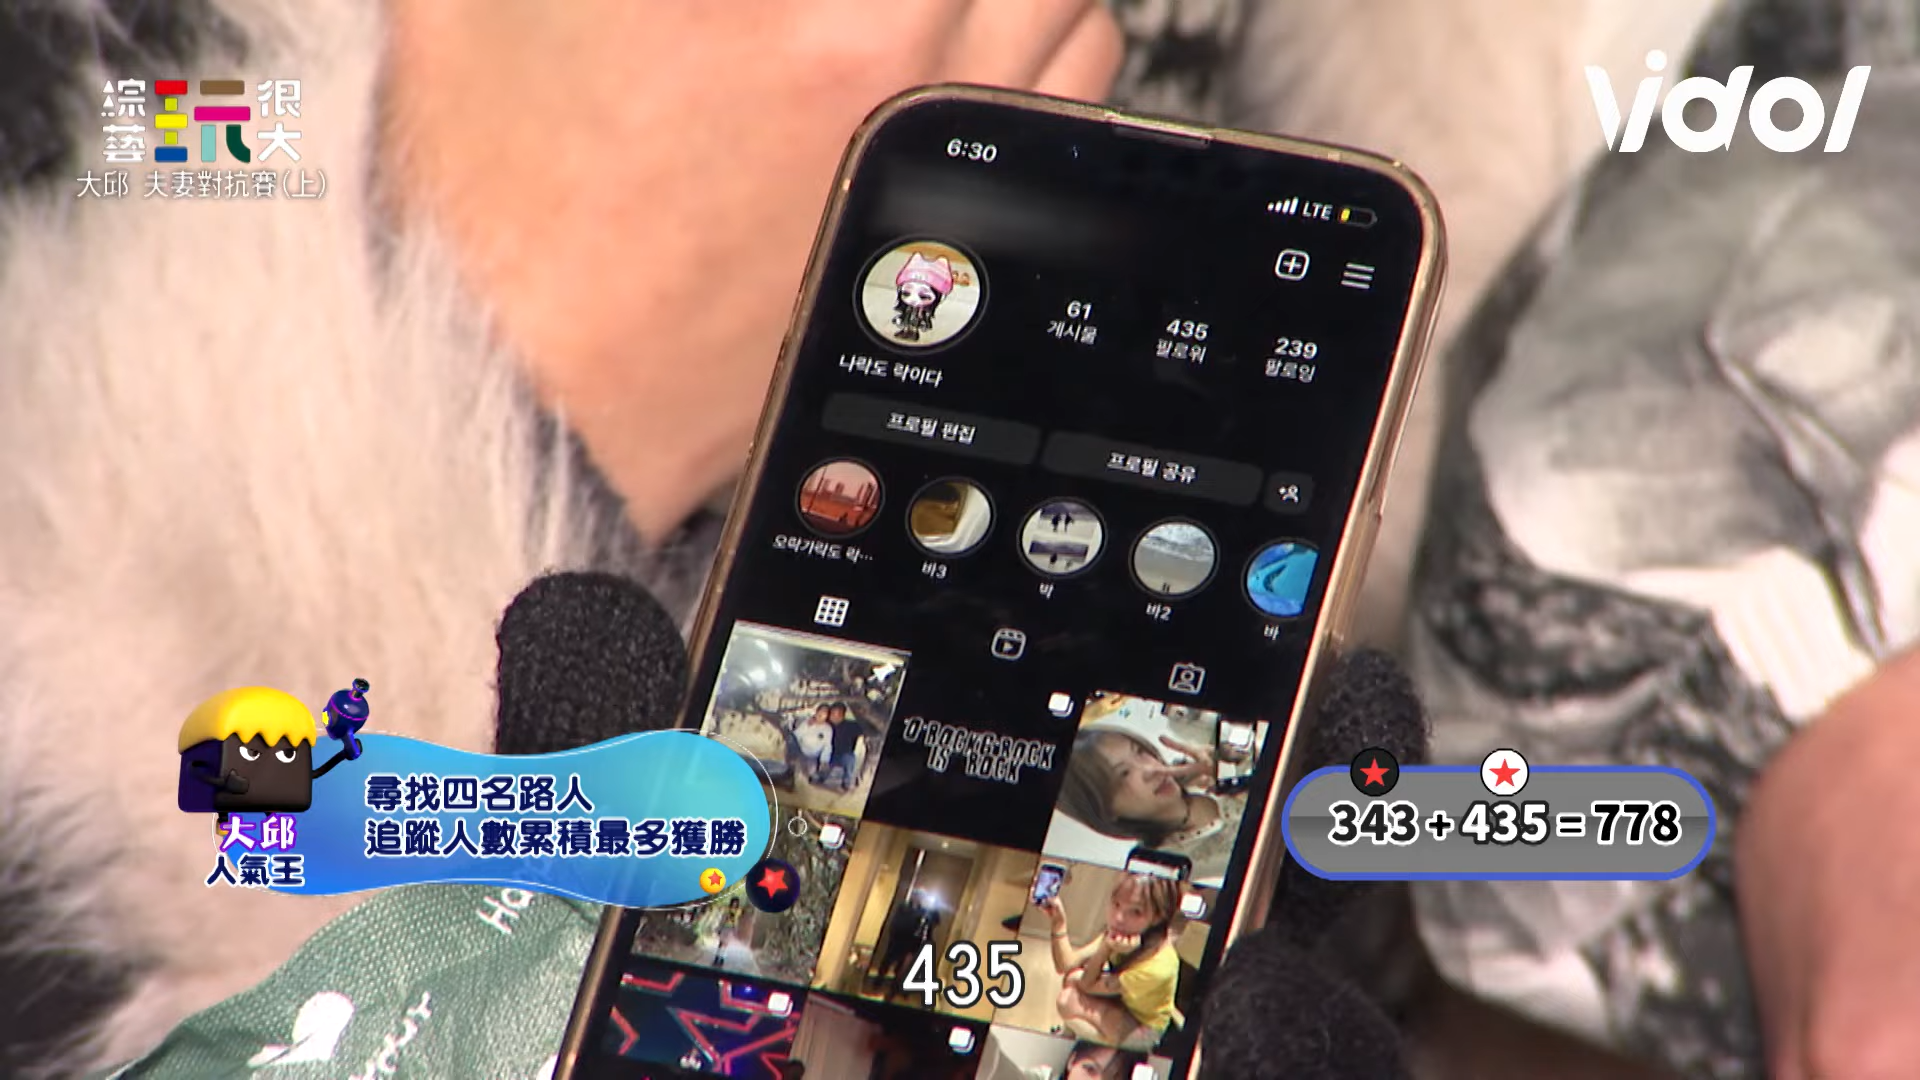 綜藝玩很大
大邱 夫妻對抗賽(上)
Vidol
6:30
LTE
61
게시물
435
팔로워
239
팔로잉
나락도 락이다
프로필 편집
프로필 공유
오락가락도 락…
바3
박
바2
바
O ROCKGROCK
IS ROCK
尋找四名路人
追蹤人數累積最多獲勝
大邱
人氣王
343+435=778
435